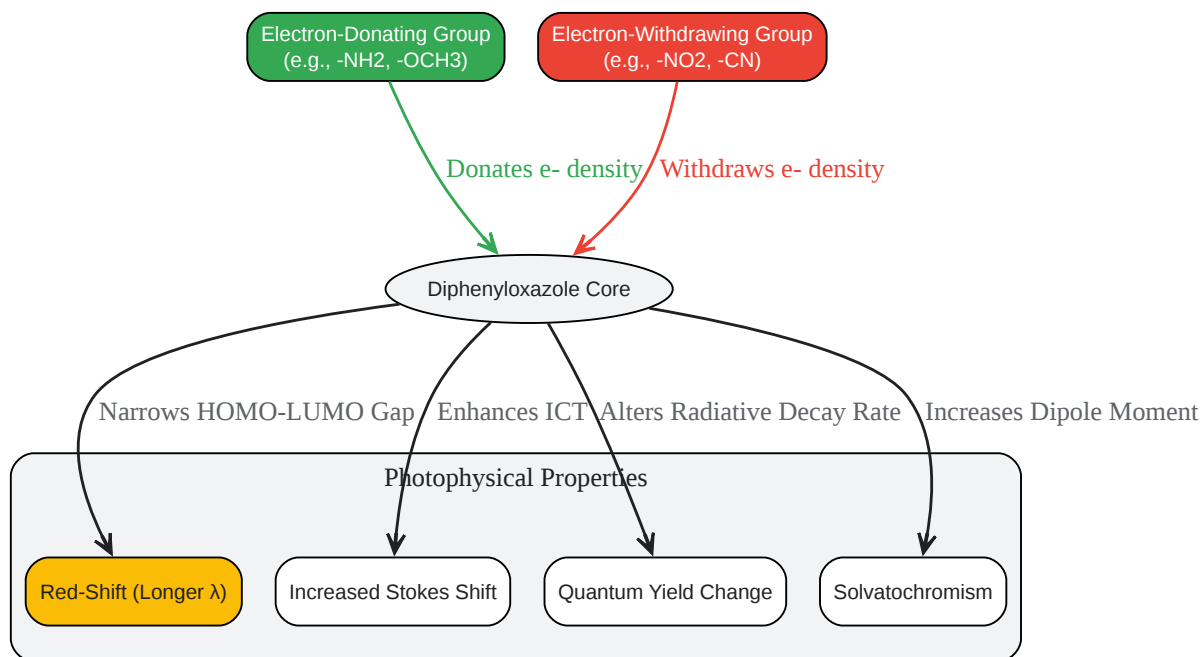 Electron-Donating Group
(e.g., -NH2, -OCH3)
Electron-Withdrawing Group
(e.g., -NO2, -CN)
Donates e- density
Withdraws e- density
Diphenyloxazole Core
Narrows HOMO-LUMO Gap
Enhances ICT
Alters Radiative Decay Rate
Increases Dipole Moment
Photophysical Properties
Red-Shift (Longer λ)
Increased Stokes Shift
Quantum Yield Change
Solvatochromism